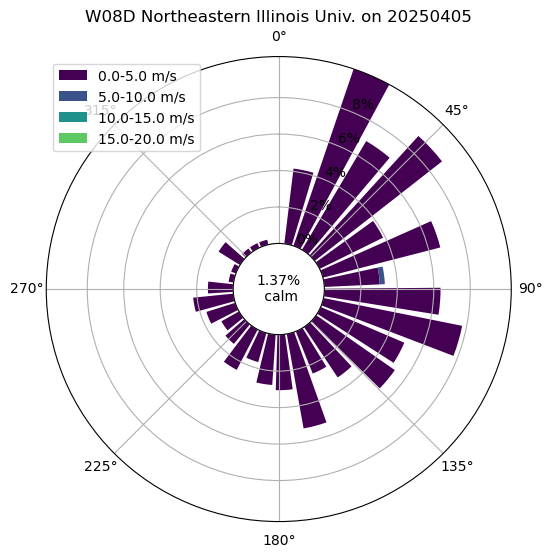 W08D Northeastern Illinois Univ. on 20250405
0°
0.0-5.0 m/s
5.0-10.0 m/s
10.0-15.0 m/s
15.0-20.0 m/s
315°
45°
8%
6%
4%
2%
0%
1.37%
calm
270°
90°
225°
135°
180°